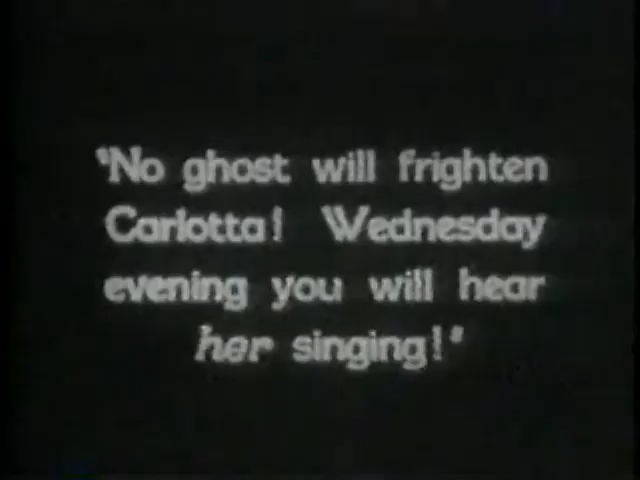 "No ghost will frighten
Carlotta! Wednesday
evening you will hear
her singing!"